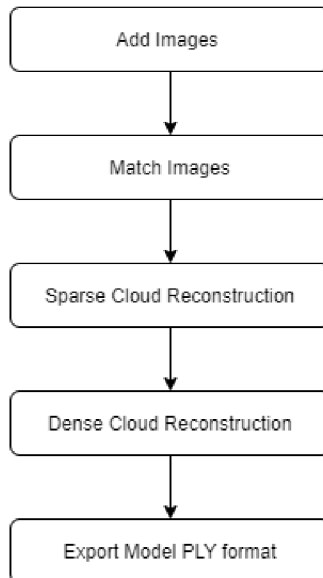 Add Images
Match Images
Sparse Cloud Reconstruction
Dense Cloud Reconstruction
Export Model PLY format